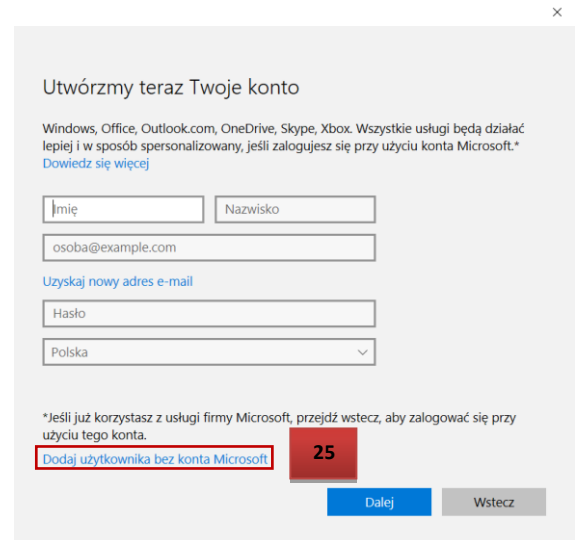 Utwórzmy teraz Twoje konto
Windows, Office, Outlook.com, OneDrive, Skype, Xbox. Wszystkie usługi będą działać
lepiej i w sposób spersonalizowany, jeśli zalogujesz się przy użyciu konta Microsoft.*
Dowiedz się więcej
Imię
Nazwisko
osoba@example.com
Uzyskaj nowy adres e-mail
Hasło
Polska
*Jeśli już korzystasz z usługi firmy Microsoft, przejdź wstecz, aby zalogować się przy
użyciu tego konta.
Dodaj użytkownika bez konta Microsoft
25
Dalej
Wstecz